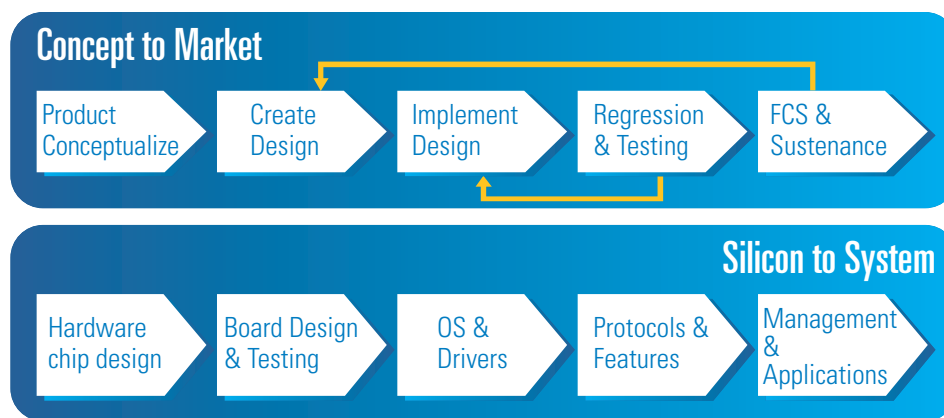 Concept to Market
Product
Conceptualize
Create
Design
Implement
Design
Regression
& Testing
FCS &
Sustenance
Silicon to System
Hardware
chip design
Board Design
& Testing
OS &
Drivers
Protocols &
Features
Management
&
Applications